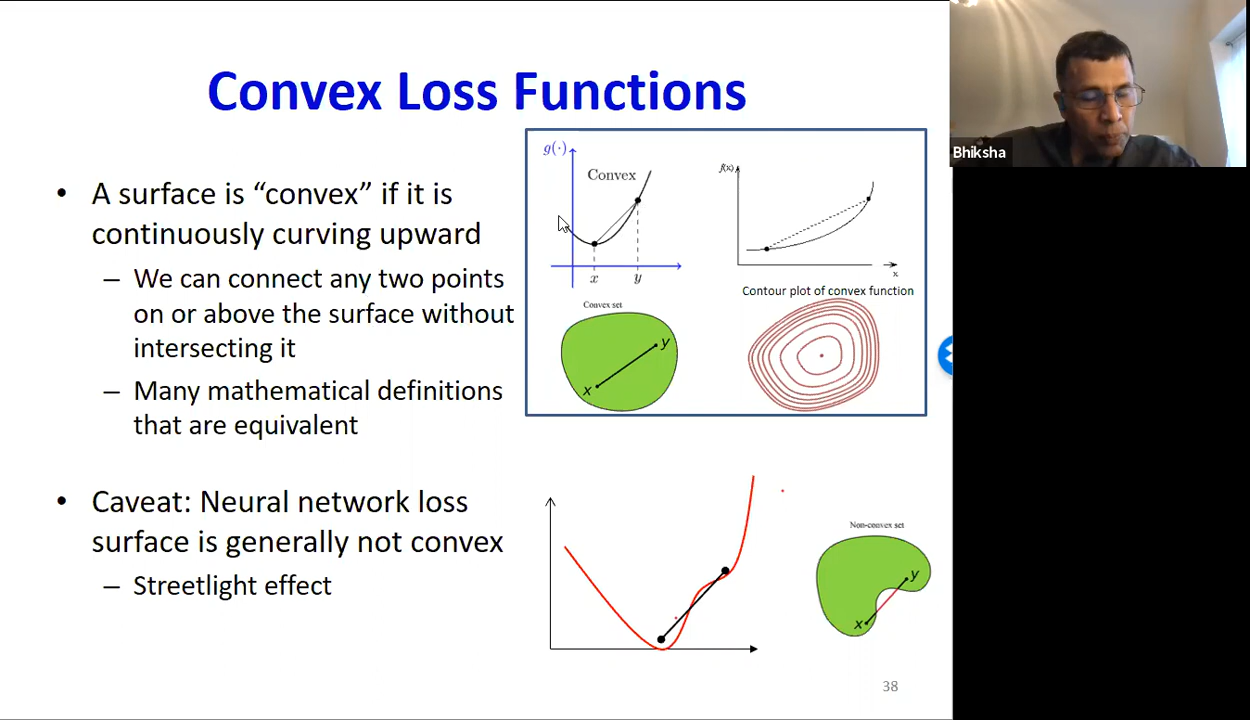 Convex Loss Functions
• A surface is “convex” if it is
continuously curving upward
– We can connect any two points
on or above the surface without
intersecting it
– Many mathematical definitions
that are equivalent
• Caveat: Neural network loss
surface is generally not convex
– Streetlight effect
g(·)
Convex
x
y
f(x)
x
Convex set
x
y
Contour plot of convex function
Non-convex set
x
y
38
Bhiksha